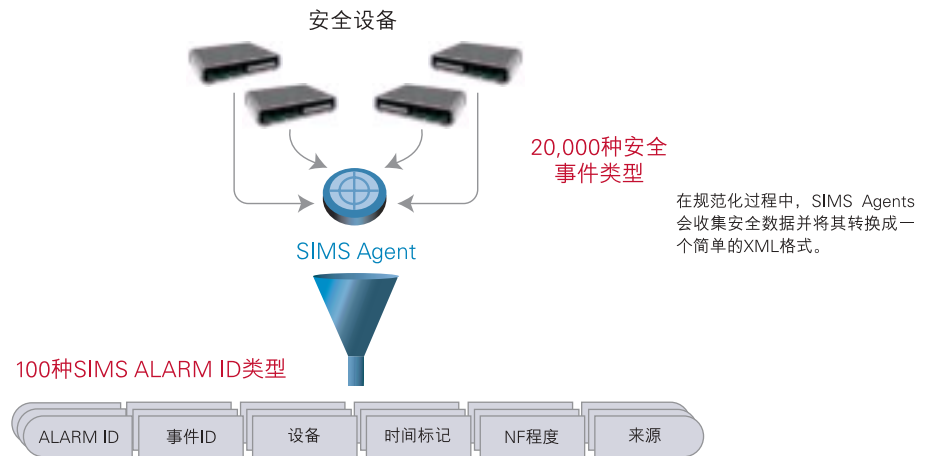 安全设备
20,000种安全
事件类型
在规范化过程中，SIMS Agents
会收集安全数据并将其转换成一
个简单的XML格式。
SIMS Agent
100种SIMS ALARM ID类型
ALARM ID
事件ID
设备
时间标记
NF程度
来源